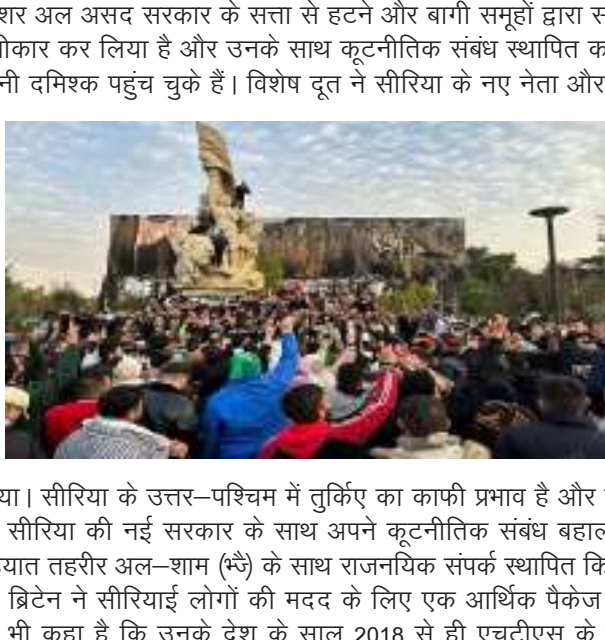 शर अल असद सरकार के सत्ता से हटने और बागी समूहों द्वारा स
ीकार कर लिया है और उनके साथ कूटनीतिक संबंध स्थापित क
नी दमिश्क पहुंच चुके हैं। विशेष दूत ने सीरिया के नए नेता और
या। सीरिया के उत्तर–पश्चिम में तुर्किए का काफी प्रभाव है और
सीरिया की नई सरकार के साथ अपने कूटनीतिक संबंध बहाल
यात तहरीर अल–शाम (भ्जै) के साथ राजनयिक संपर्क स्थापित कि
ब्रिटेन ने सीरियाई लोगों की मदद के लिए एक आर्थिक पैकेज
भी कहा है कि उनके देश के साल 2018 से ही एचटीएस के